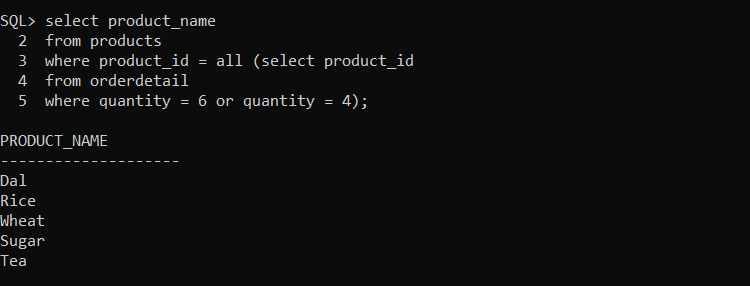 SQL> select product_name
2 from products
3 where product_id = all (select product_id
4 from orderdetail
5 where quantity = 6 or quantity = 4);
PRODUCT_NAME
--------------------
Dal
Rice
Wheat
Sugar
Tea